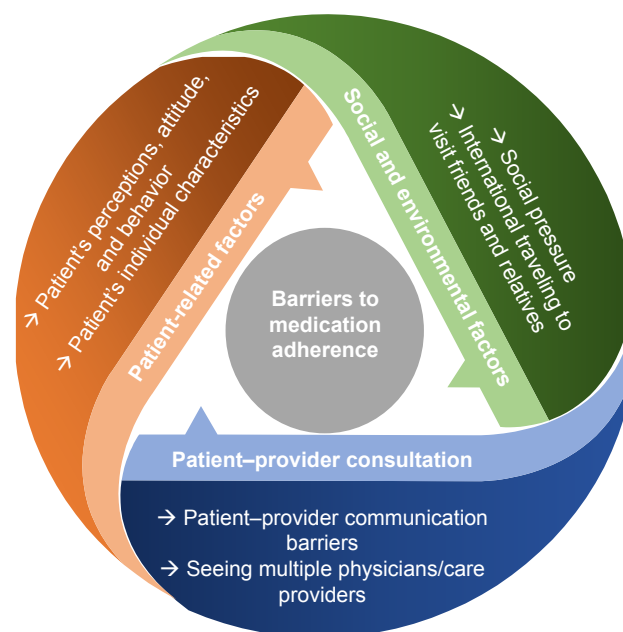 → Patient's perceptions, attitude,
and behavior
→ Patient's individual characteristics
Patient-related factors
Social and environmental factors
→ Social pressure
→ International traveling to
visit friends and relatives
Barriers to
medication
adherence
Patient–provider consultation
→ Patient–provider communication
barriers
→ Seeing multiple physicians/care
providers